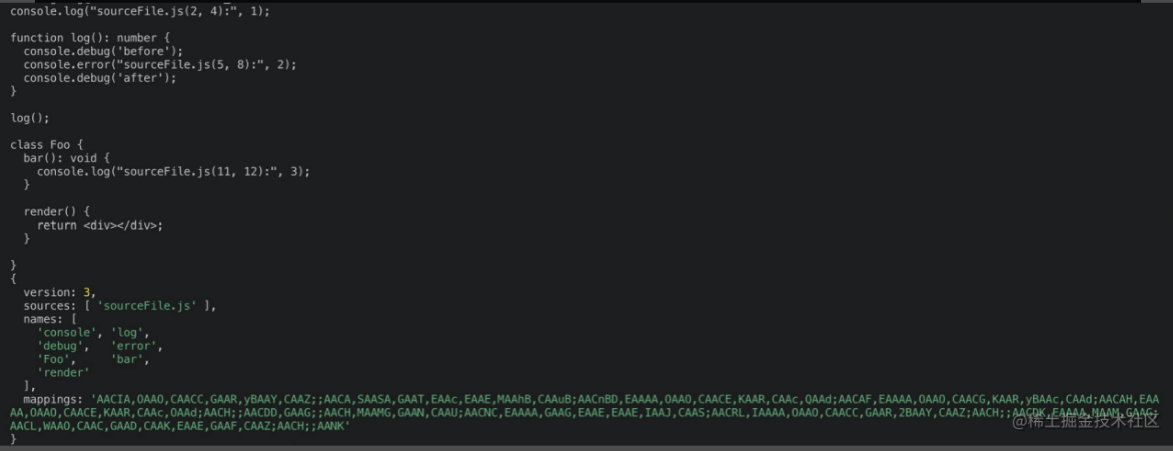 console.log("sourceFile.js(2, 4):", 1);
function log(): number {
  console.debug('before');
  console.error("sourceFile.js(5, 8):", 2);
  console.debug('after');
}
log();
class Foo {
  bar(): void {
    console.log("sourceFile.js(11, 12):", 3);
  }
  render() {
    return <div></div>;
  }
}
{
  version: 3,
  sources: [ 'sourceFile.js' ],
  names: [
    'console', 'log',
    'debug',   'error',
    'Foo',     'bar',
    'render'
  ],
  mappings: 'AACIA,OAAO,CAACC,GAAR,yBAAY,CAAZ;;AACA,SAASA,GAAT,EAAc,EAAE,MAAhB,CAAuB;AACnBD,EAAAA,OAAO,CAACE,KAAR,CAAc,QAAd;AACAF,EAAAA,OAAO,CAACG,KAAR,yBAAc,CAAd;AACAH,EAA
AA,OAAO,CAACE,KAAR,CAAc,OAAd;AACH;;AACDD,GAAG;;AACH,MAAMG,GAAN,CAAU;AACNC,EAAAA,GAAG,EAAE,EAAE,IAAJ,CAAS;AACRL,IAAAA,OAAO,CAACC,GAAR,2BAAY,CAAZ;AACH;;AACDK,EAAAA,MAAM,GAAG;
AACL,WAAO,CAAC,GAAD,CAAK,EAAE,GAAF,CAAZ;AACH;;AANK'
}
@稀土掘金技术社区